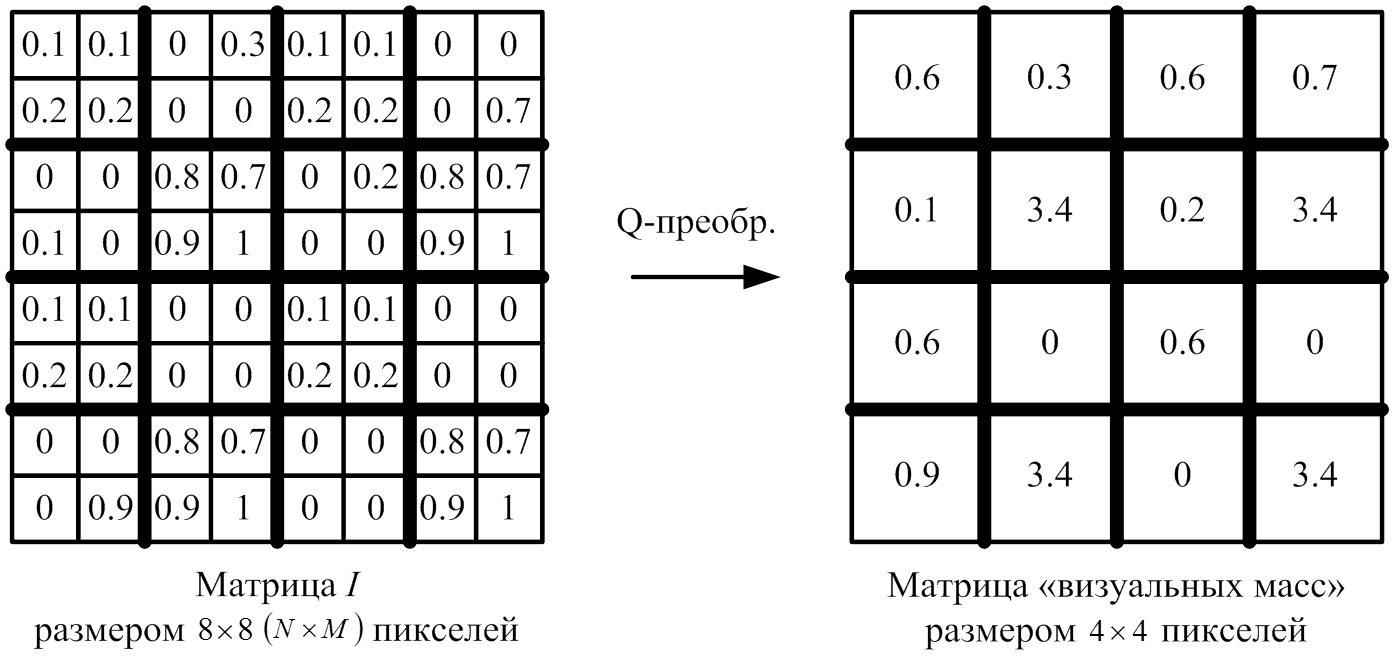 0.1 0.1 0 0.3 0.1 0.1 0 0
0.2 0.2 0 0 0.2 0.2 0 0.7
0 0 0.8 0.7 0 0.2 0.8 0.7
0.1 0 0.9 1 0 0 0.9 1
0.1 0.1 0 0 0.1 0.1 0 0
0.2 0.2 0 0 0.2 0.2 0 0
0 0 0.8 0.7 0 0 0.8 0.7
0 0.9 0.9 1 0 0 0.9 1
Матрица I
размером 8×8 (N×M) пикселей
Q-преобр.
0.6 0.3 0.6 0.7
0.1 3.4 0.2 3.4
0.6 0 0.6 0
0.9 3.4 0 3.4
Матрица «визуальных масс»
размером 4×4 пикселей